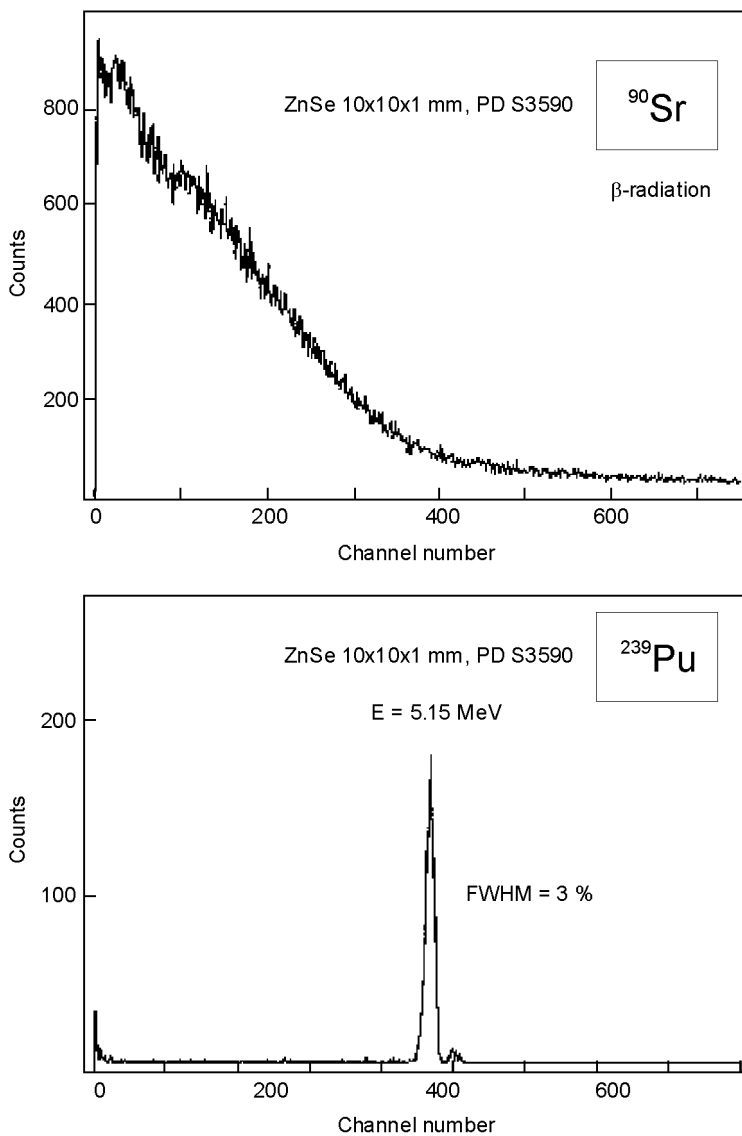 800
600
400
200
Counts
ZnSe 10x10x1 mm, PD S3590
⁹⁰Sr
β-radiation
0 200 400 600
Channel number
200
100
Counts
ZnSe 10x10x1 mm, PD S3590
²³⁹Pu
E = 5.15 MeV
FWHM = 3 %
0 200 400 600
Channel number